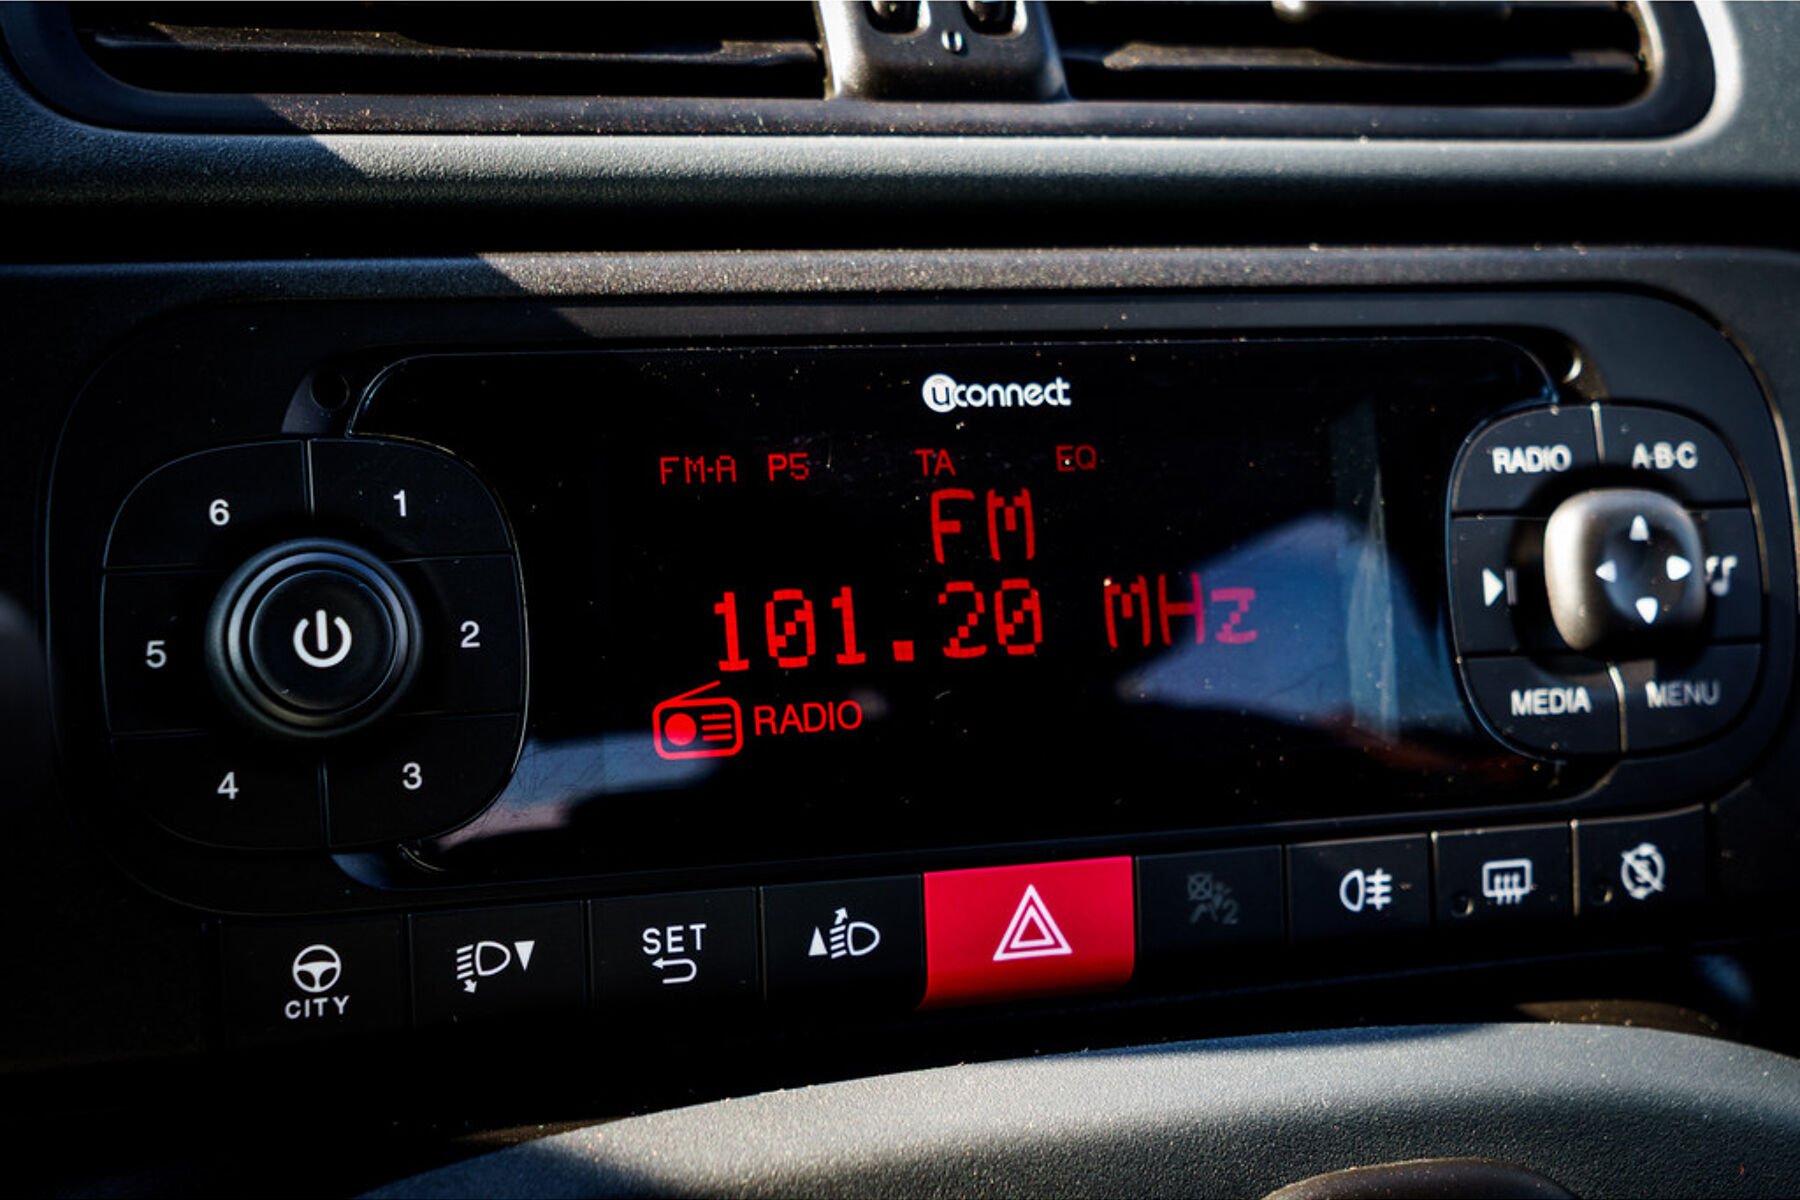 uconnect
FM-A P5 TA EQ
FM
101.20 MHz
RADIO
6 1
5 2
4 3
RADIO A·B·C
MEDIA MENU
CITY
SET
2